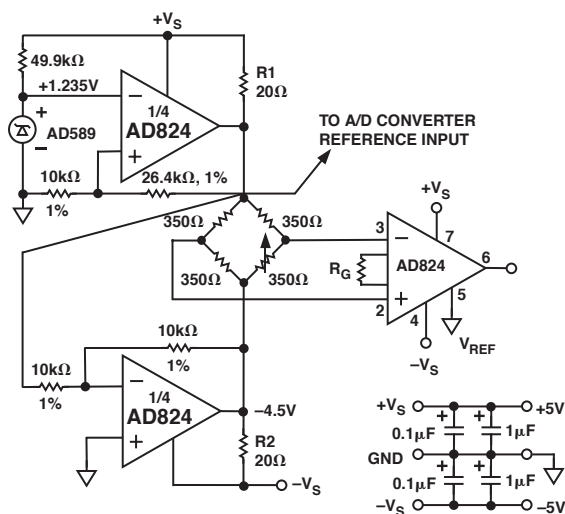 +VS
49.9kΩ
R1
20Ω
+1.235V
–
1/4
AD824
+
AD589
+
–
TO A/D CONVERTER
REFERENCE INPUT
10kΩ
1%
26.4kΩ, 1%
350Ω
350Ω
350Ω
350Ω
+VS
3
–
7
RG
AD824
6
+
2
4
5
VREF
–VS
10kΩ
1%
10kΩ
1%
–
1/4
AD824
+
–4.5V
R2
20Ω
–VS
+VS
+
+
+5V
0.1µF
1µF
GND
+
+
0.1µF
1µF
–VS
–5V